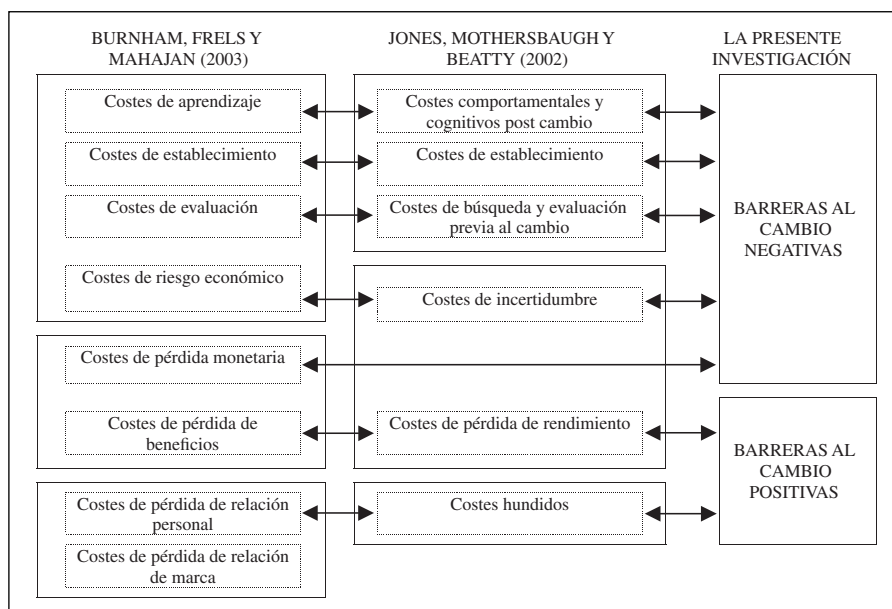 BURNHAM, FRELS Y
MAHAJAN (2003)
JONES, MOTHERSBAUGH Y
BEATTY (2002)
LA PRESENTE
INVESTIGACIÓN
Costes de aprendizaje
Costes comportamentales y
cognitivos post cambio
Costes de establecimiento
Costes de establecimiento
Costes de evaluación
Costes de búsqueda y evaluación
previa al cambio
BARRERAS AL
CAMBIO
NEGATIVAS
Costes de riesgo económico
Costes de incertidumbre
Costes de pérdida monetaria
Costes de pérdida de
beneficios
Costes de pérdida de rendimiento
BARRERAS AL
CAMBIO
POSITIVAS
Costes de pérdida de relación
personal
Costes hundidos
Costes de pérdida de relación
de marca